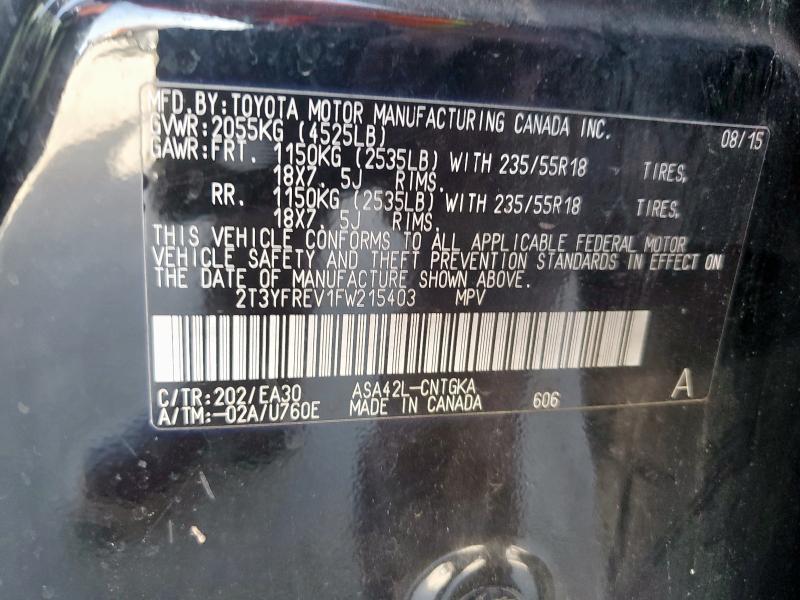 MFD. BY: TOYOTA MOTOR MANUFACTURING CANADA INC. 08/15
GVWR: 2055KG (4525LB)
GAWR: FRT. 1150KG (2535LB) WITH 235/55R18 TIRES,
18X7. 5J RIMS.
RR. 1150KG (2535LB) WITH 235/55R18 TIRES,
18X7. 5J RIMS.
THIS VEHICLE CONFORMS TO ALL APPLICABLE FEDERAL MOTOR
VEHICLE SAFETY AND THEFT PREVENTION STANDARDS IN EFFECT ON
THE DATE OF MANUFACTURE SHOWN ABOVE.
2T3YFREV1FW215403 MPV
C/TR: 202/EA30 ASA42L-CNTGKA A
A/TM: -02A/U760E MADE IN CANADA 606